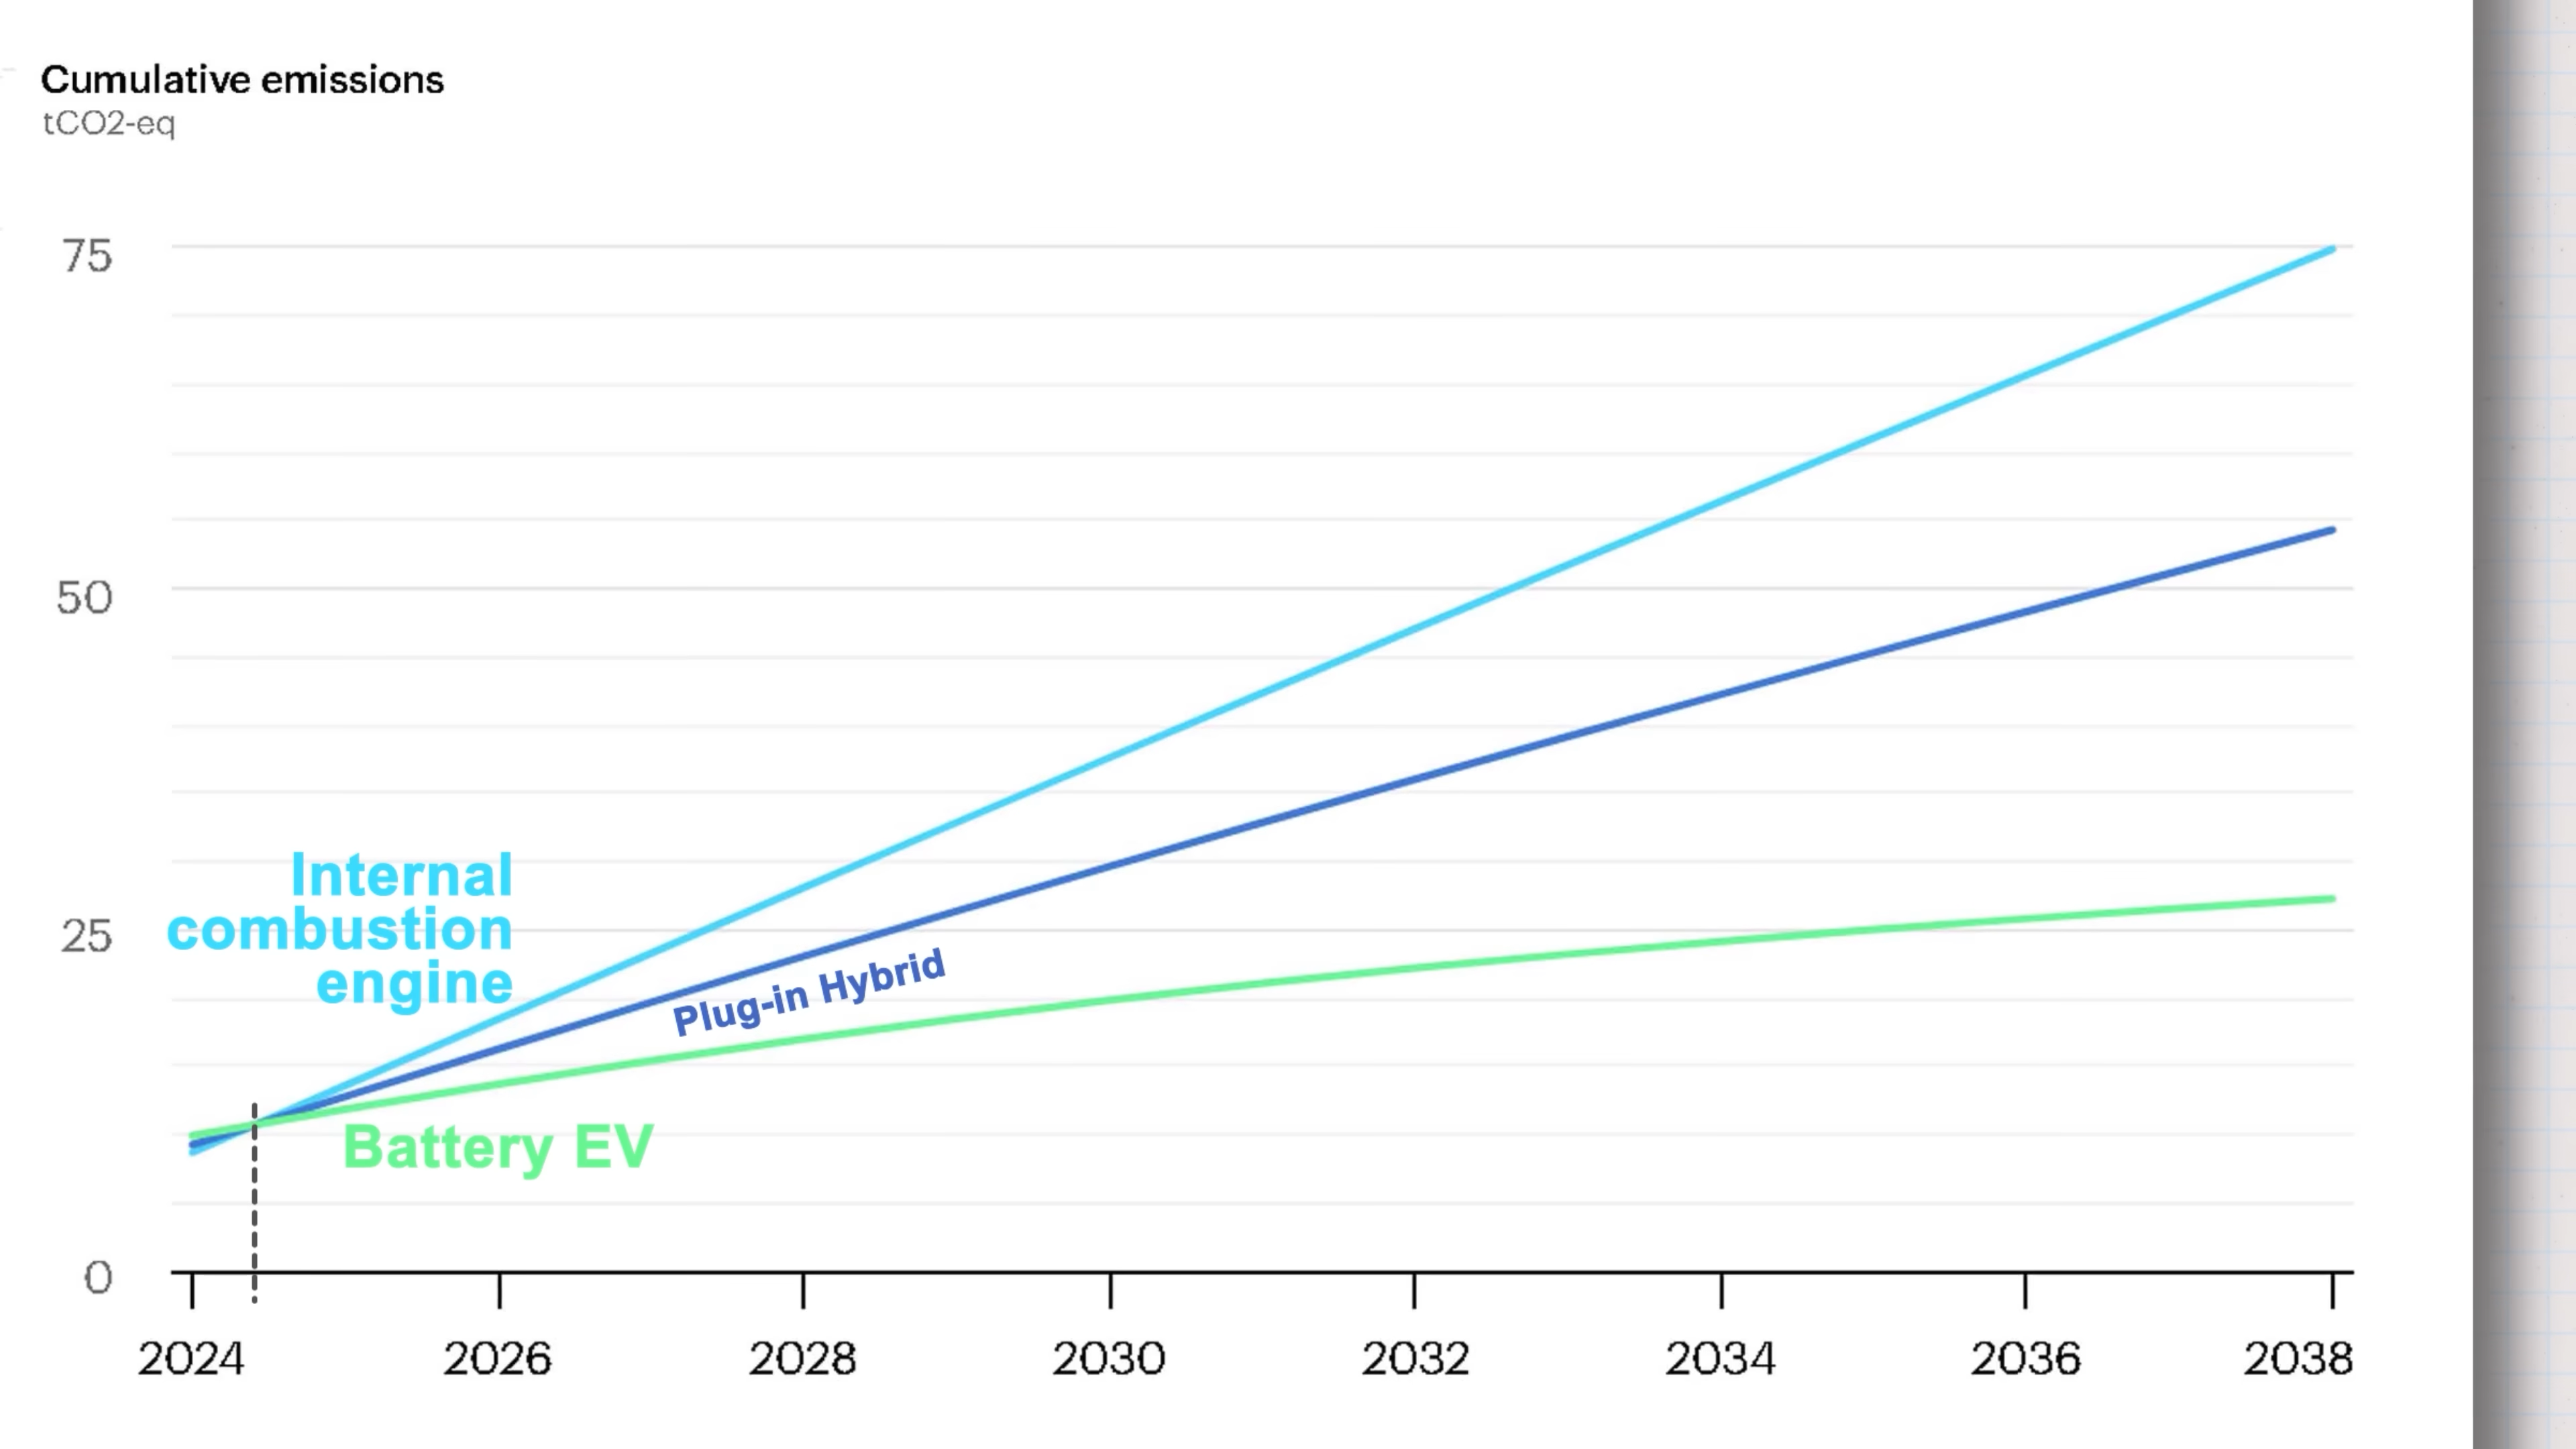 Cumulative emissions
tCO2-eq
75
50
25
0
Internal
combustion
engine
Plug-in Hybrid
Battery EV
2024 2026 2028 2030 2032 2034 2036 2038